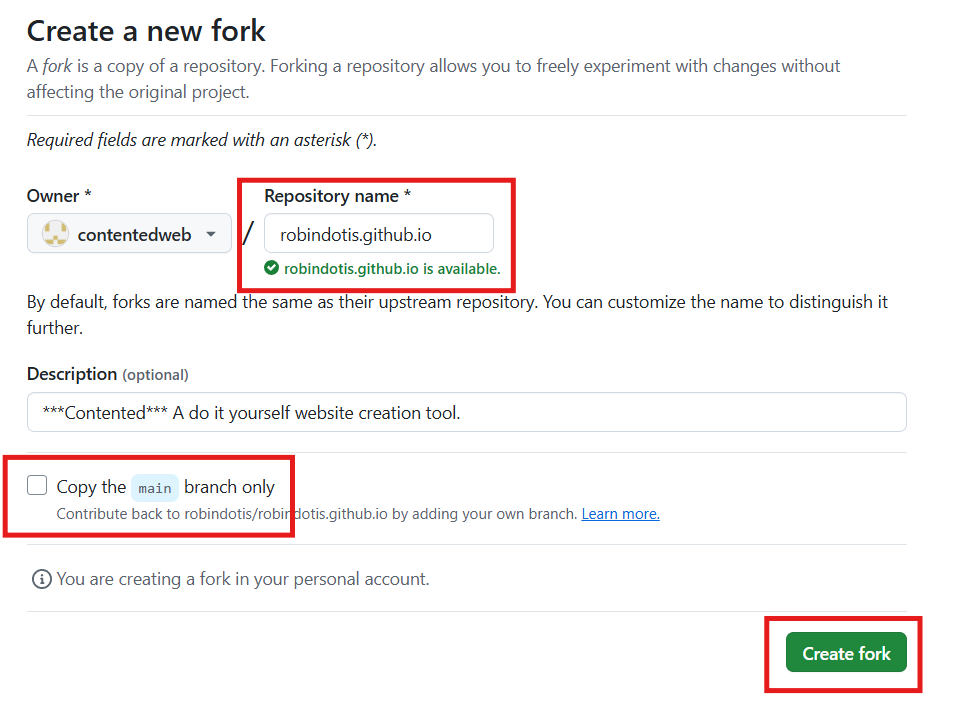 Create a new fork
A fork is a copy of a repository. Forking a repository allows you to freely experiment with changes without
affecting the original project.
Required fields are marked with an asterisk (*).
Owner *
Repository name *
contentedweb
/
robindotis.github.io
robindotis.github.io is available.
By default, forks are named the same as their upstream repository. You can customize the name to distinguish it
further.
Description (optional)
***Contented*** A do it yourself website creation tool.
Copy the main branch only
Contribute back to robindotis/robindotis.github.io by adding your own branch. Learn more.
You are creating a fork in your personal account.
Create fork